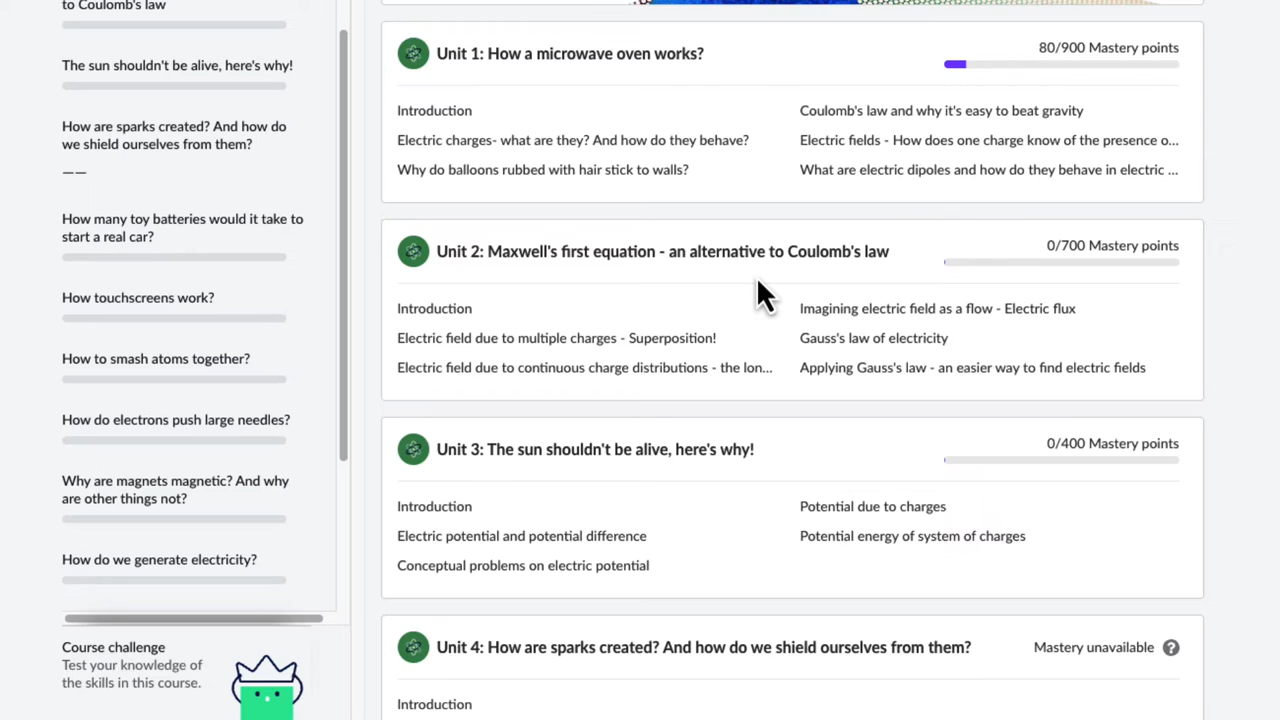 to Coulomb's law
The sun shouldn't be alive, here's why!
How are sparks created? And how do
we shield ourselves from them?
——
How many toy batteries would it take to
start a real car?
How touchscreens work?
How to smash atoms together?
How do electrons push large needles?
Why are magnets magnetic? And why
are other things not?
How do we generate electricity?
Course challenge
Test your knowledge of
the skills in this course.
Unit 1: How a microwave oven works?
80/900 Mastery points
Introduction
Electric charges- what are they? And how do they behave?
Why do balloons rubbed with hair stick to walls?
Coulomb's law and why it's easy to beat gravity
Electric fields - How does one charge know of the presence o...
What are electric dipoles and how do they behave in electric ...
Unit 2: Maxwell's first equation - an alternative to Coulomb's law
0/700 Mastery points
Introduction
Electric field due to multiple charges - Superposition!
Electric field due to continuous charge distributions - the lon...
Imagining electric field as a flow - Electric flux
Gauss's law of electricity
Applying Gauss's law - an easier way to find electric fields
Unit 3: The sun shouldn't be alive, here's why!
0/400 Mastery points
Introduction
Electric potential and potential difference
Conceptual problems on electric potential
Potential due to charges
Potential energy of system of charges
Unit 4: How are sparks created? And how do we shield ourselves from them?
Mastery unavailable ?
Introduction